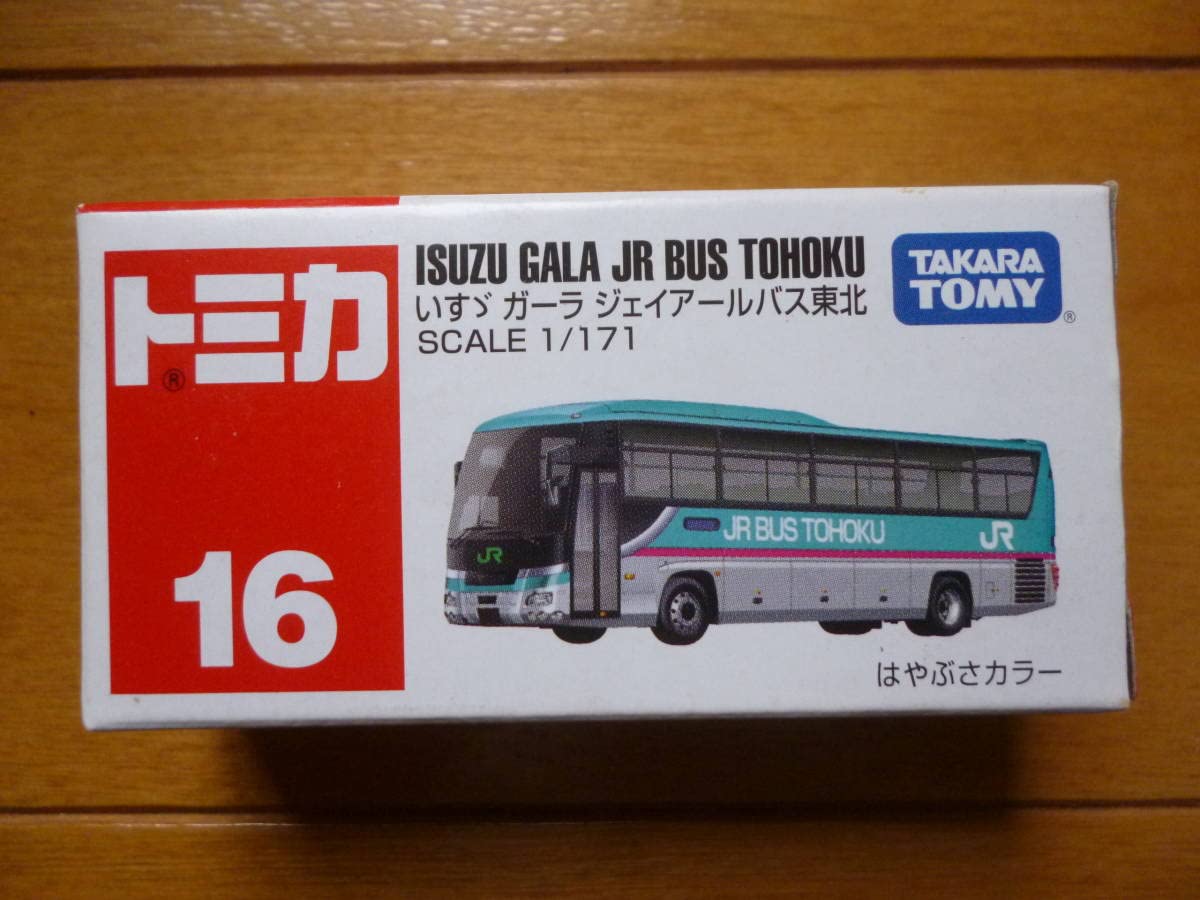 トミカ®
16
ISUZU GALA JR BUS TOHOKU
いすゞ ガーラ ジェイアールバス東北
SCALE 1/171
TAKARA
TOMY®
JR
JR BUS TOHOKU
JR
はやぶさカラー